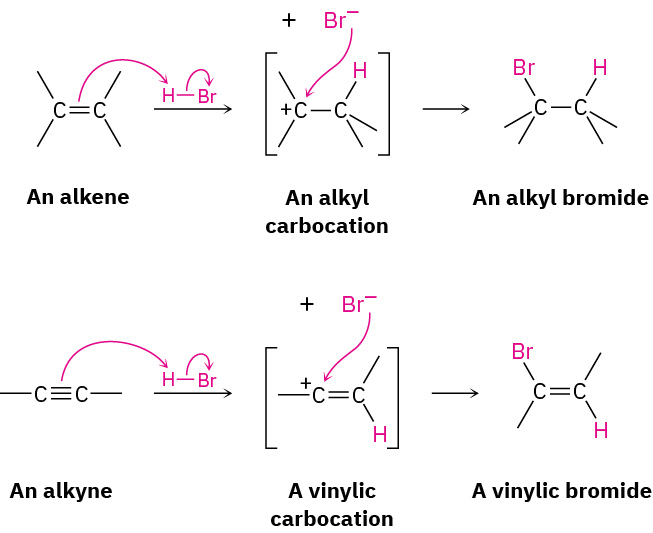 + Br−
H
H—Br
C=C
+C—C
Br H
C—C
An alkene
An alkyl
carbocation
An alkyl bromide
+ Br−
H—Br
C≡C
+
C=C
H
Br
C=C
H
An alkyne
A vinylic
carbocation
A vinylic bromide